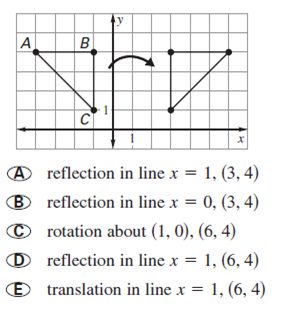 y
A B
C 1
1 x
A reflection in line x = 1, (3, 4)
B reflection in line x = 0, (3, 4)
C rotation about (1, 0), (6, 4)
D reflection in line x = 1, (6, 4)
E translation in line x = 1, (6, 4)